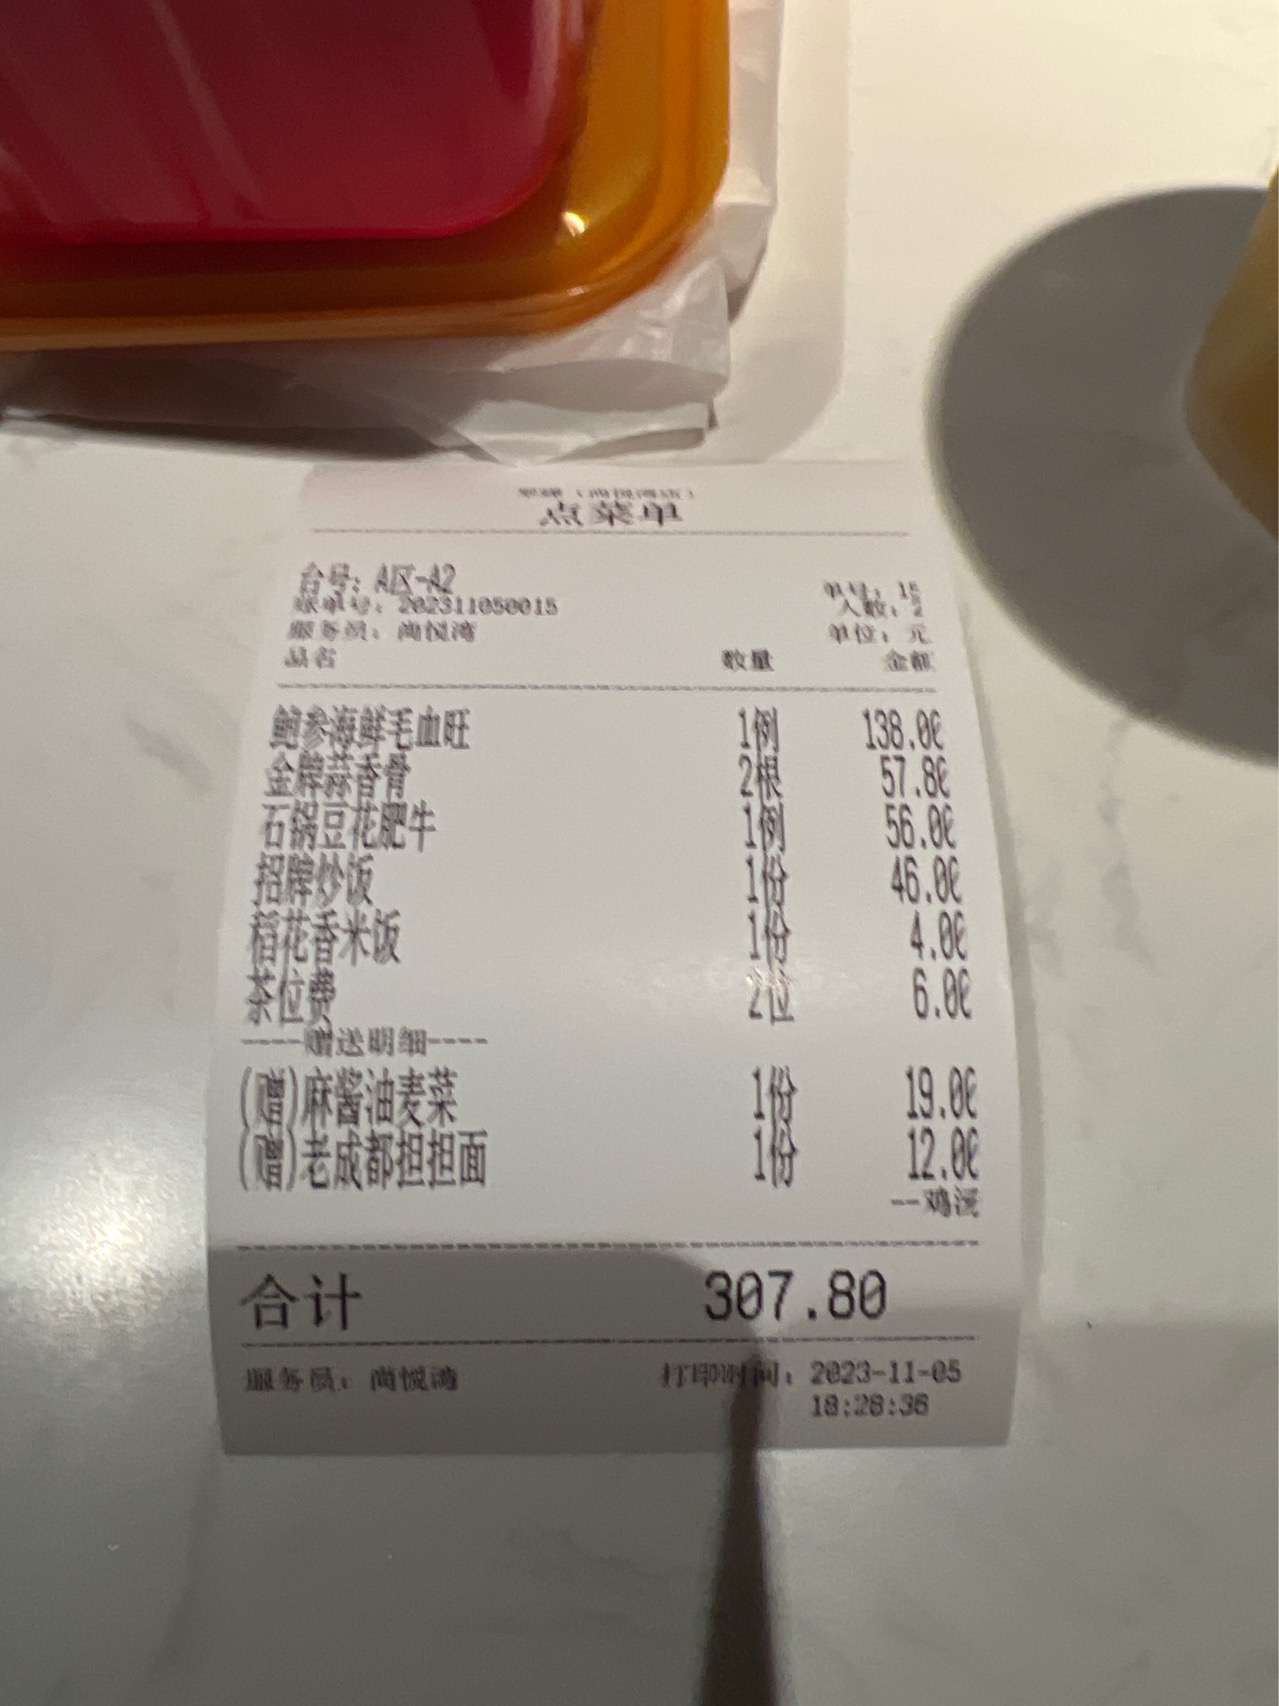 点菜单
台号: A区-A2
单号: 15
账单号: 202311050015
人数: 2
服务员: 尚悦湾
单位: 元
品名 数量 金额
鲍参海鲜毛血旺 1例 138.00
金牌蒜香骨 2根 57.80
石锅豆花肥牛 1例 56.00
招牌炒饭 1份 46.00
稻花香米饭 1份 4.00
茶位费 2位 6.00
----赠送明细----
(赠)麻酱油麦菜 1份 19.00
(赠)老成都担担面 1份 12.00
--鸡汤
合计 307.80
服务员: 尚悦湾 打印时间: 2023-11-05
18:28:36